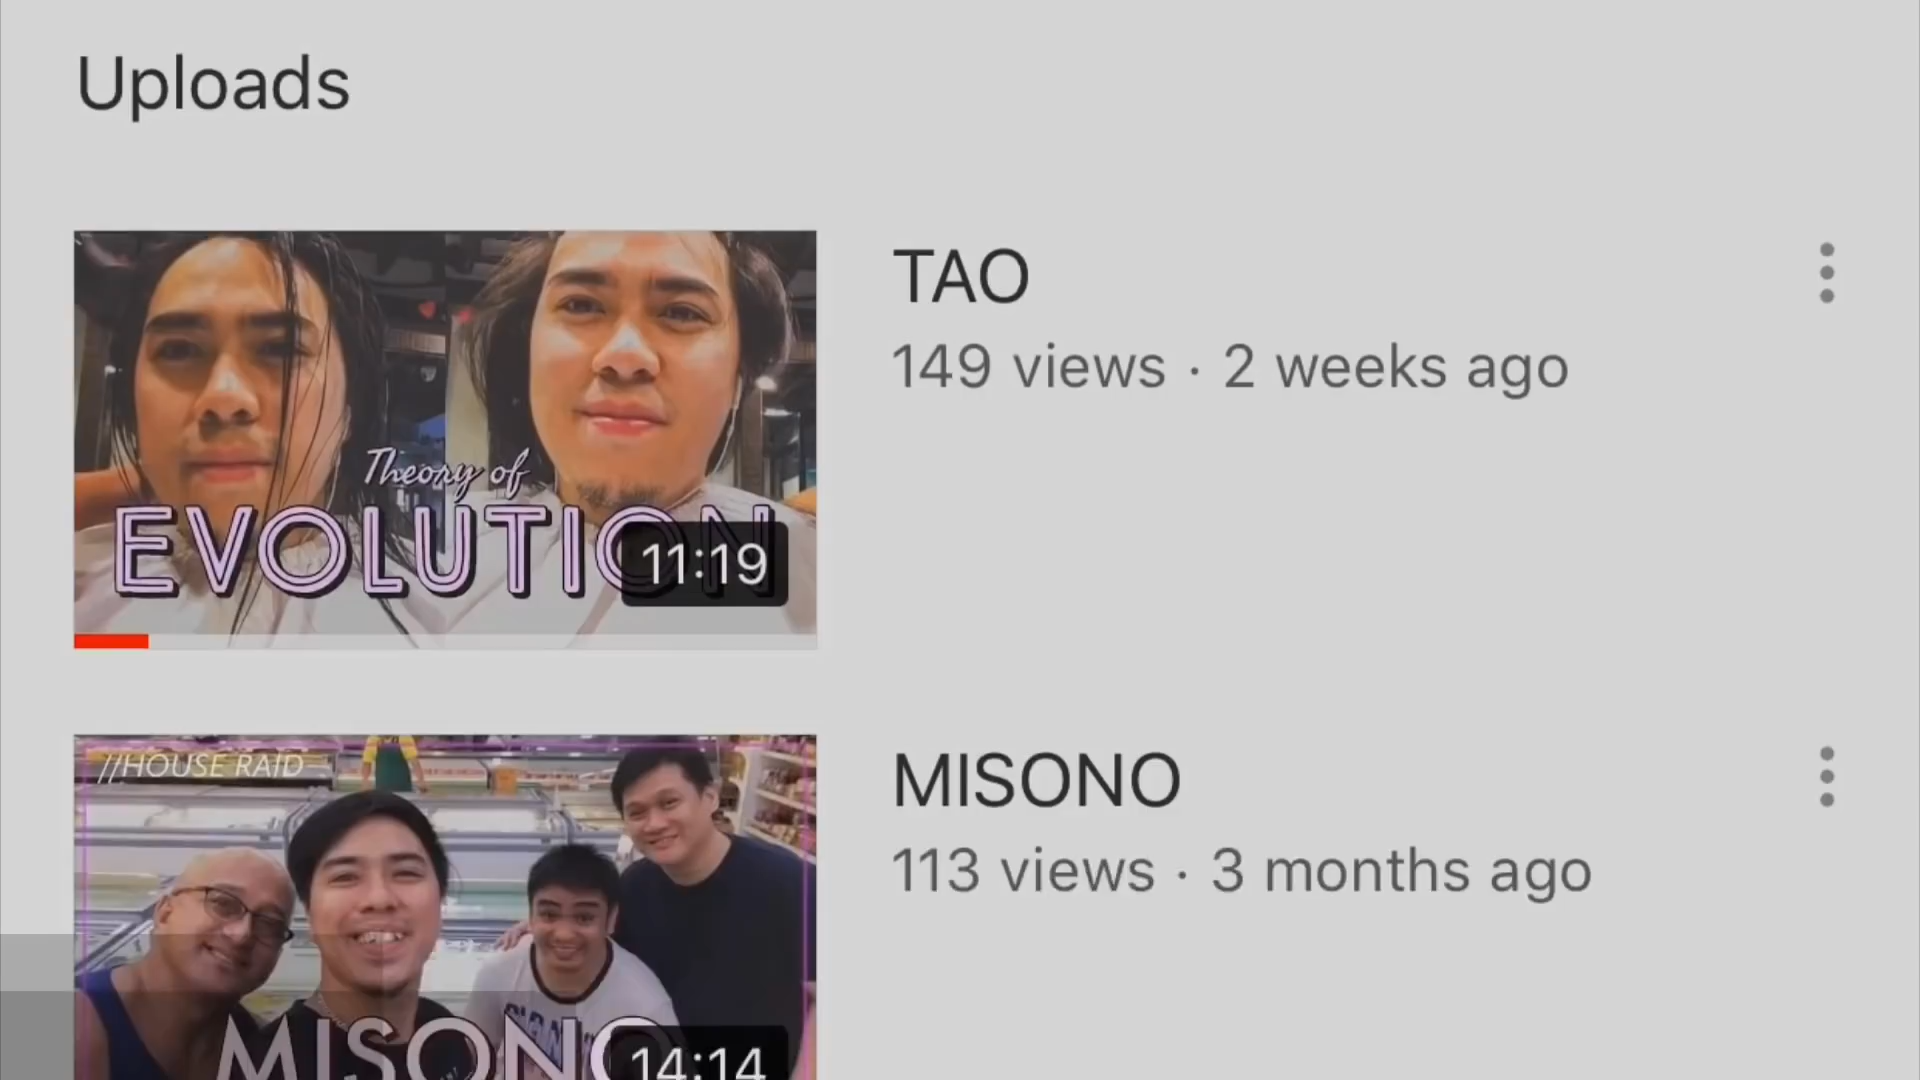 Uploads
Theory of
EVOLUTION
11:19
TAO
149 views · 2 weeks ago
//HOUSE RAID
MISONO
14:14
MISONO
113 views · 3 months ago